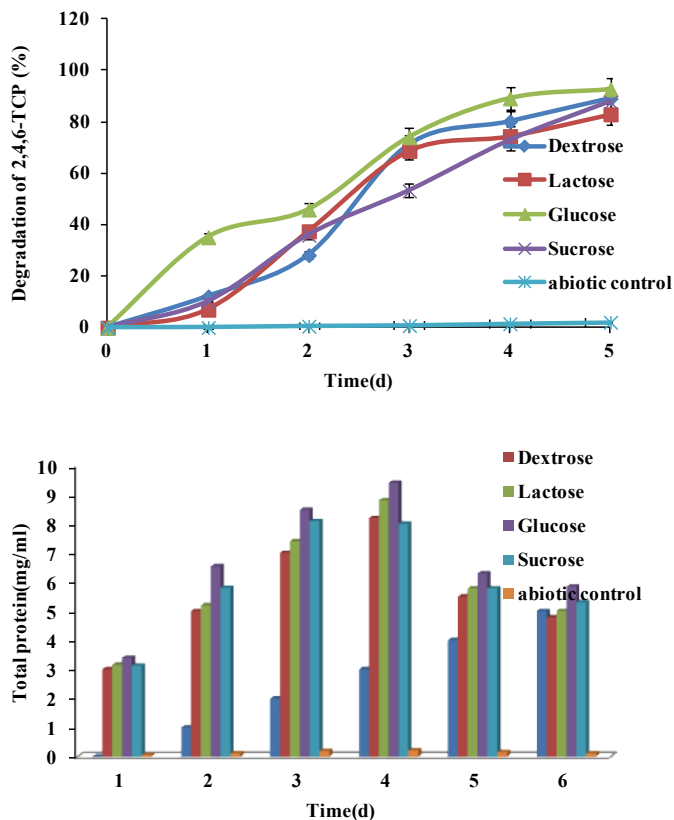 Degradation of 2,4,6-TCP (%)
120
100
80
60
40
20
0
0 1 2 3 4 5
Time(d)
Dextrose
Lactose
Glucose
Sucrose
abiotic control
Total protein(mg/ml)
10
9
8
7
6
5
4
3
2
1
0
1 2 3 4 5 6
Time(d)
Dextrose
Lactose
Glucose
Sucrose
abiotic control